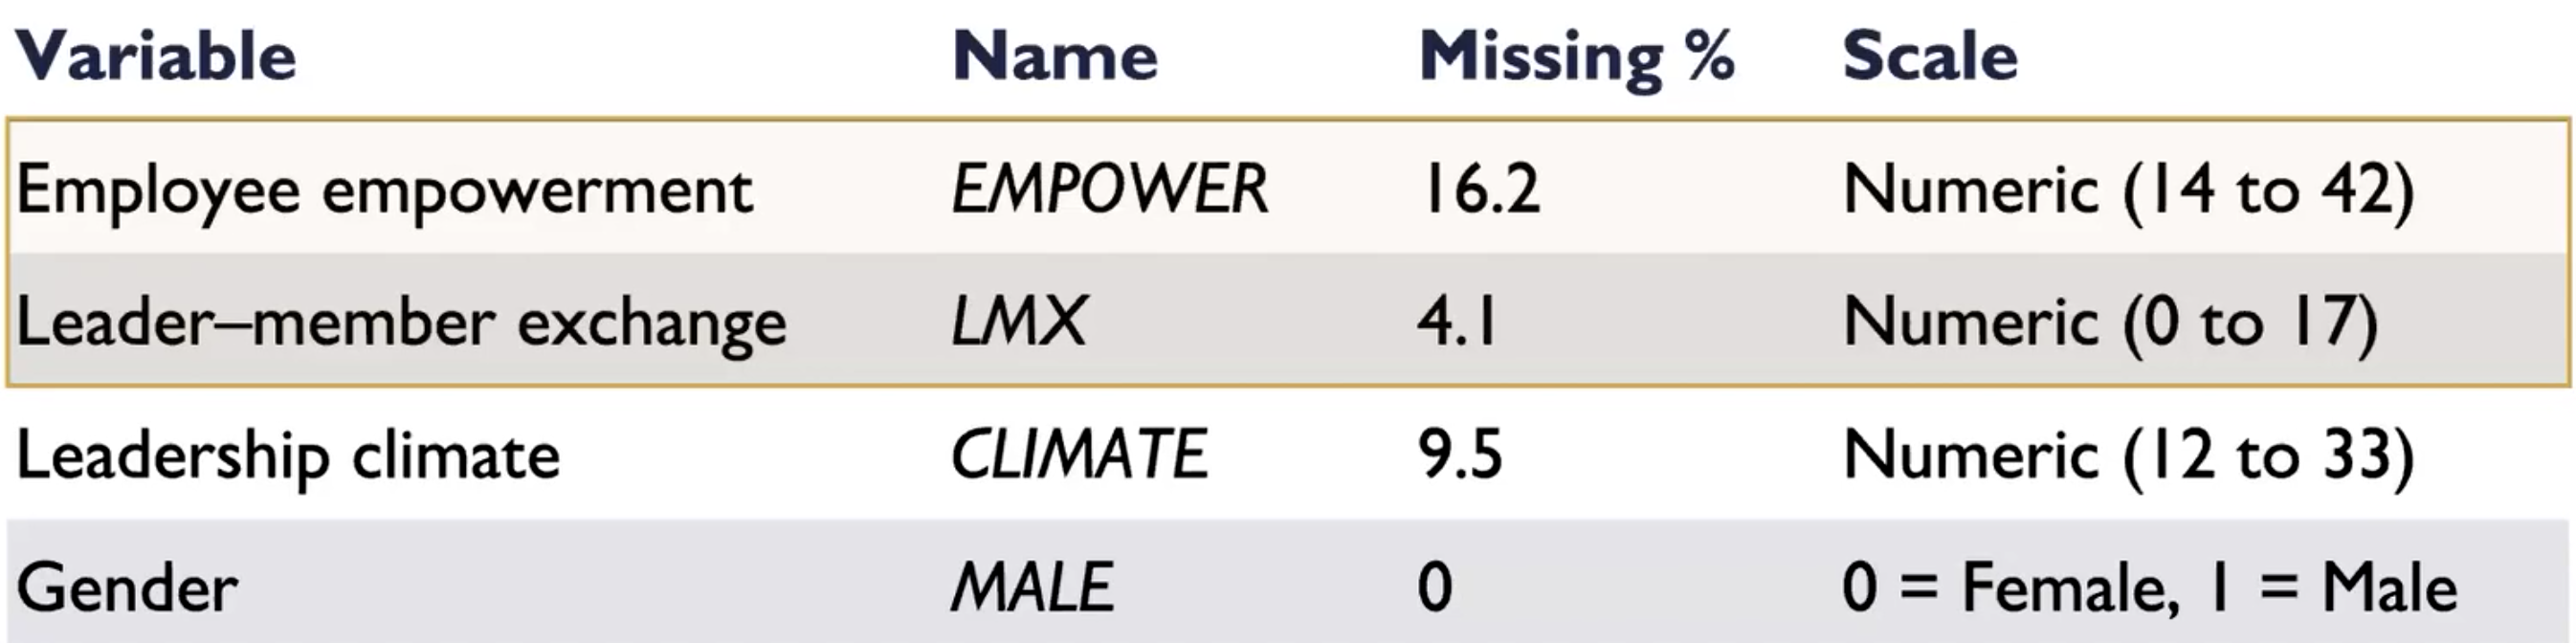 Variable Name Missing % Scale
Employee empowerment EMPOWER 16.2 Numeric (14 to 42)
Leader–member exchange LMX 4.1 Numeric (0 to 17)
Leadership climate CLIMATE 9.5 Numeric (12 to 33)
Gender MALE 0 0 = Female, 1 = Male